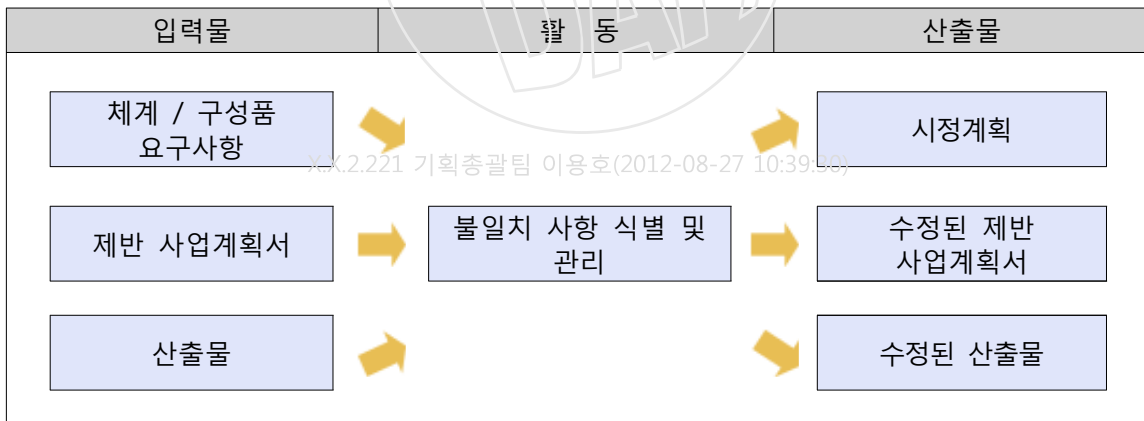 입력물
활 동
산출물
체계 / 구성품
요구사항
시정계획
X.X.2.221 기획총괄팀 이용호(2012-08-27 10:39:30)
제반 사업계획서
불일치 사항 식별 및
관리
수정된 제반
사업계획서
산출물
수정된 산출물